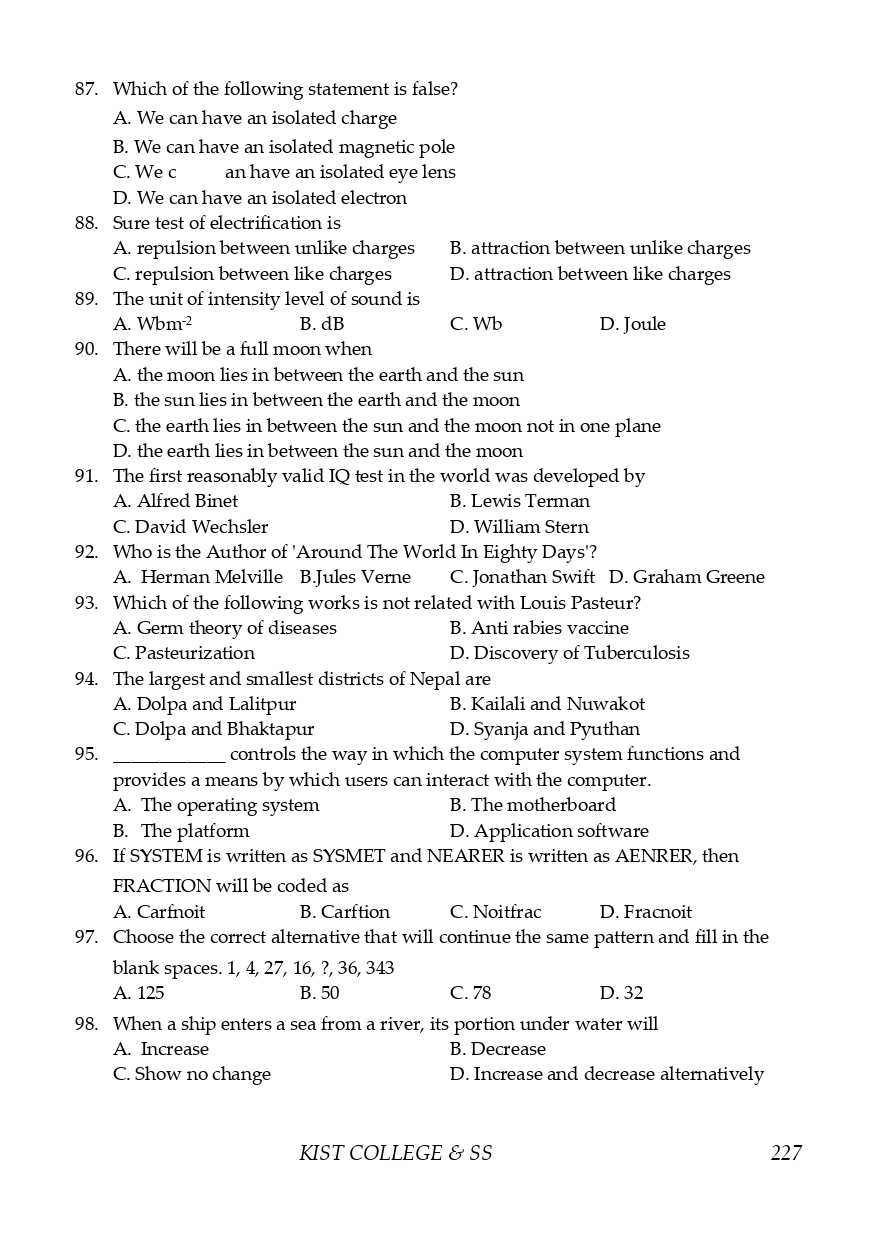 87. Which of the following statement is false?
A. We can have an isolated charge
B. We can have an isolated magnetic pole
C. We c an have an isolated eye lens
D. We can have an isolated electron
88. Sure test of electrification is
A. repulsion between unlike charges B. attraction between unlike charges
C. repulsion between like charges D. attraction between like charges
89. The unit of intensity level of sound is
A. Wbm-2 B. dB C. Wb D. Joule
90. There will be a full moon when
A. the moon lies in between the earth and the sun
B. the sun lies in between the earth and the moon
C. the earth lies in between the sun and the moon not in one plane
D. the earth lies in between the sun and the moon
91. The first reasonably valid IQ test in the world was developed by
A. Alfred Binet B. Lewis Terman
C. David Wechsler D. William Stern
92. Who is the Author of 'Around The World In Eighty Days'?
A. Herman Melville B.Jules Verne C. Jonathan Swift D. Graham Greene
93. Which of the following works is not related with Louis Pasteur?
A. Germ theory of diseases B. Anti rabies vaccine
C. Pasteurization D. Discovery of Tuberculosis
94. The largest and smallest districts of Nepal are
A. Dolpa and Lalitpur B. Kailali and Nuwakot
C. Dolpa and Bhaktapur D. Syanja and Pyuthan
95. ____________ controls the way in which the computer system functions and
provides a means by which users can interact with the computer.
A. The operating system B. The motherboard
B. The platform D. Application software
96. If SYSTEM is written as SYSMET and NEARER is written as AENRER, then
FRACTION will be coded as
A. Carfnoit B. Carftion C. Noitfrac D. Fracnoit
97. Choose the correct alternative that will continue the same pattern and fill in the
blank spaces. 1, 4, 27, 16, ?, 36, 343
A. 125 B. 50 C. 78 D. 32
98. When a ship enters a sea from a river, its portion under water will
A. Increase B. Decrease
C. Show no change D. Increase and decrease alternatively
KIST COLLEGE & SS 227